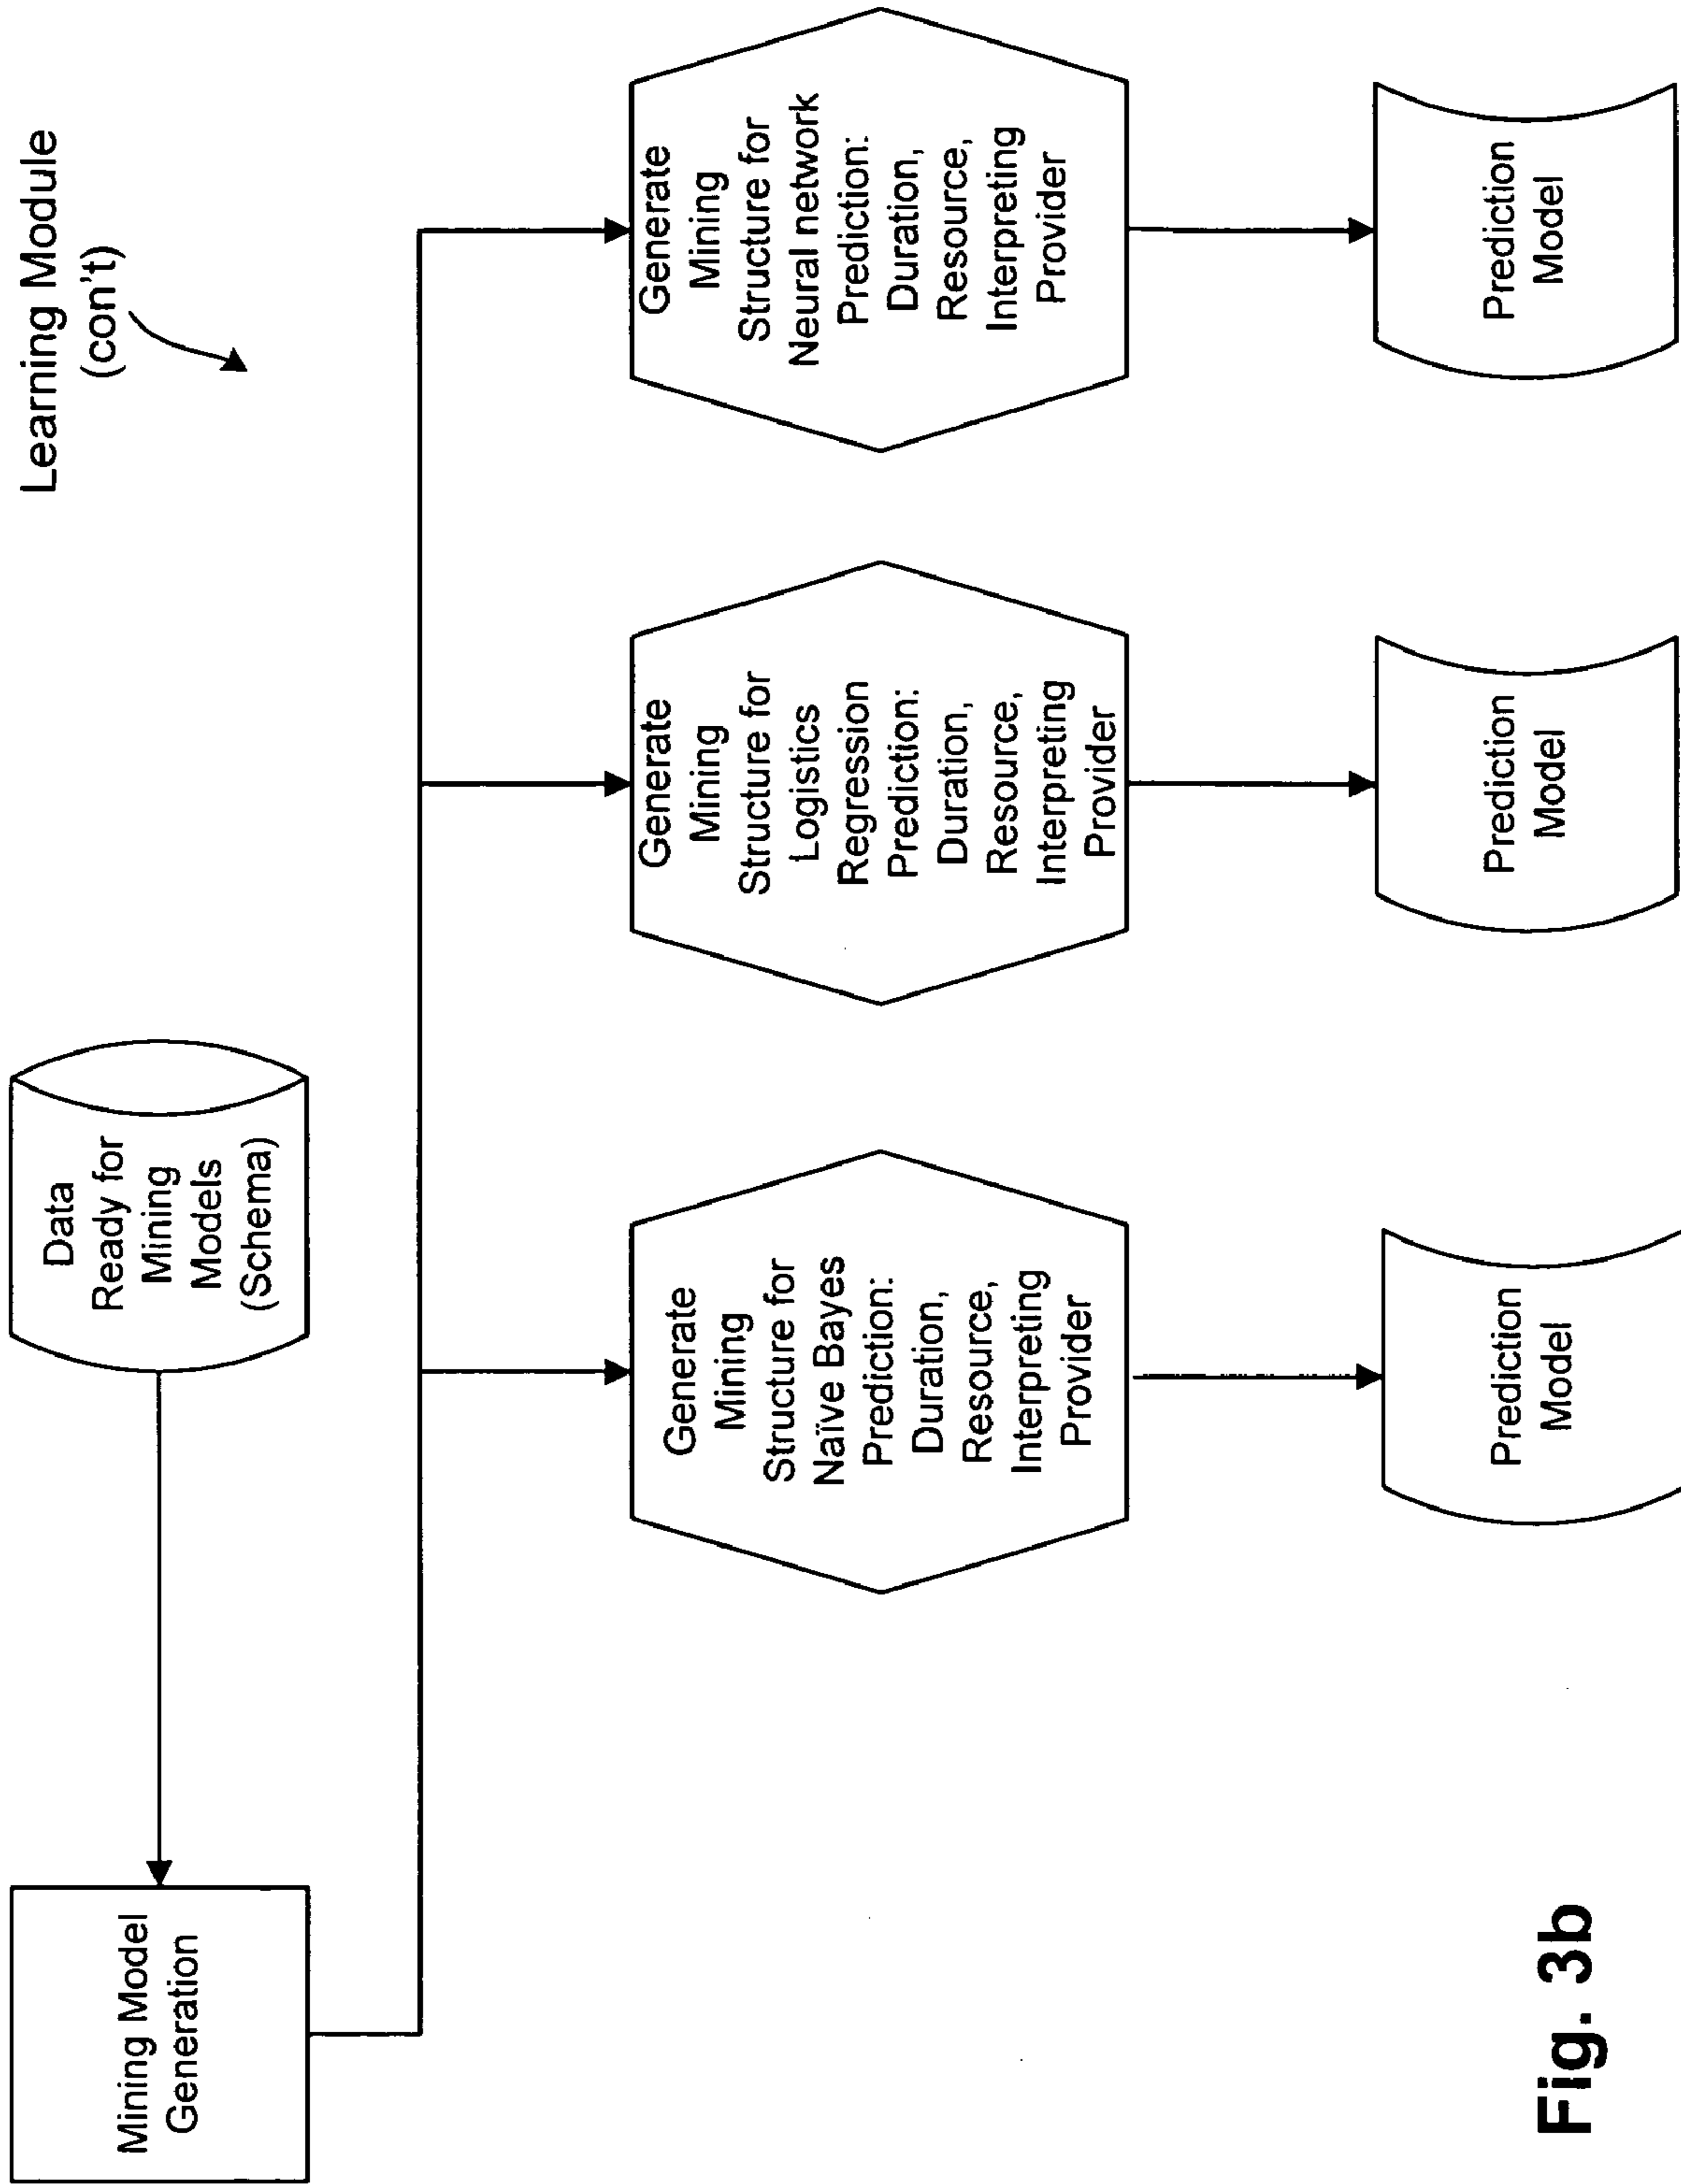 Learning Module
(con't)
Mining Model
Generation
Data
Ready for
Mining
Models
(Schema)
Generate
Mining
Structure for
Naïve Bayes
Prediction:
Duration,
Resource,
Interpreting
Provider
Generate
Mining
Structure for
Logistics
Regression
Prediction:
Duration,
Resource,
Interpreting
Provider
Generate
Mining
Structure for
Neural network
Prediction:
Duration,
Resource,
Interpreting
Provider
Prediction
Model
Prediction
Model
Prediction
Model
Fig. 3b